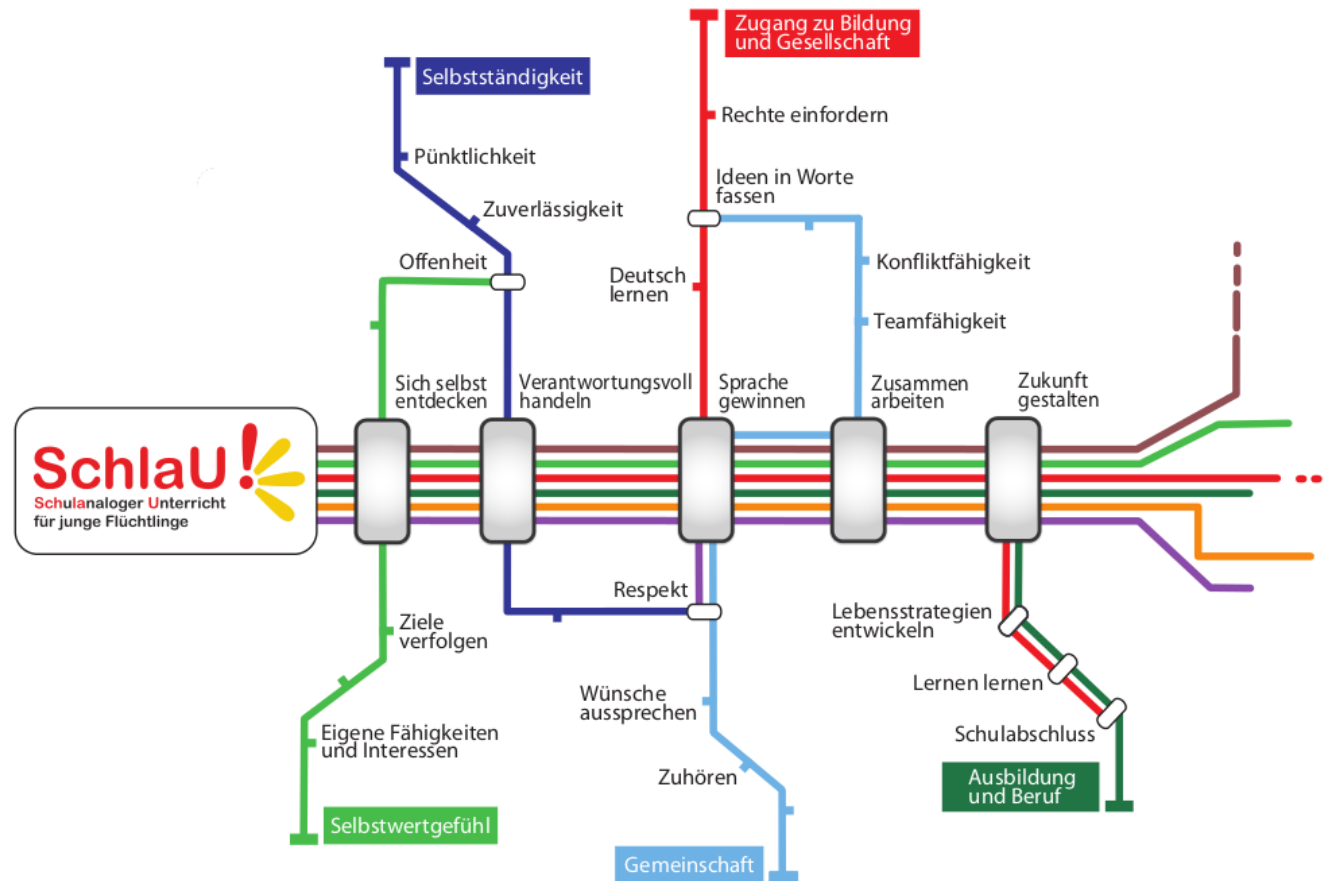 Zugang zu Bildung
und Gesellschaft
Selbstständigkeit
Rechte einfordern
Pünktlichkeit
Ideen in Worte
fassen
Zuverlässigkeit
Offenheit
Konfliktfähigkeit
Deutsch
lernen
Teamfähigkeit
Sich selbst
entdecken
Verantwortungsvoll
handeln
Sprache
gewinnen
Zusammen
arbeiten
Zukunft
gestalten
SchlaU!
Schulanaloger Unterricht
für junge Flüchtlinge
Respekt
Lebensstrategien
entwickeln
Ziele
verfolgen
Lernen lernen
Wünsche
aussprechen
Schulabschluss
Eigene Fähigkeiten
und Interessen
Zuhören
Ausbildung
und Beruf
Selbstwertgefühl
Gemeinschaft